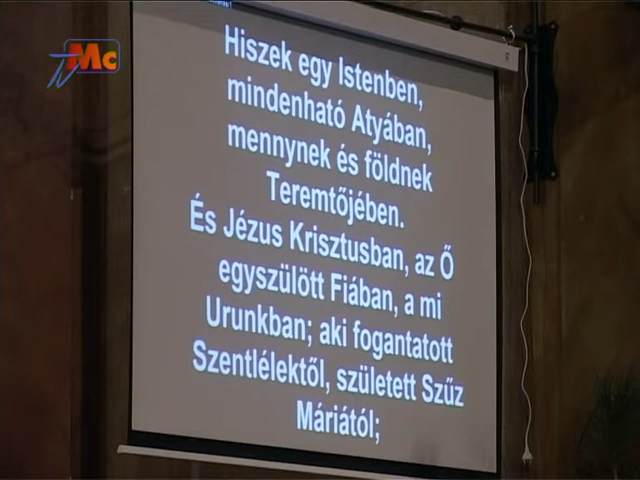 TV Mc
Hiszek egy Istenben,
mindenható Atyában,
mennynek és földnek
Teremtőjében.
És Jézus Krisztusban, az Ő
egyszülött Fiában, a mi
Urunkban; aki fogantatott
Szentlélektől, született Szűz
Máriától;